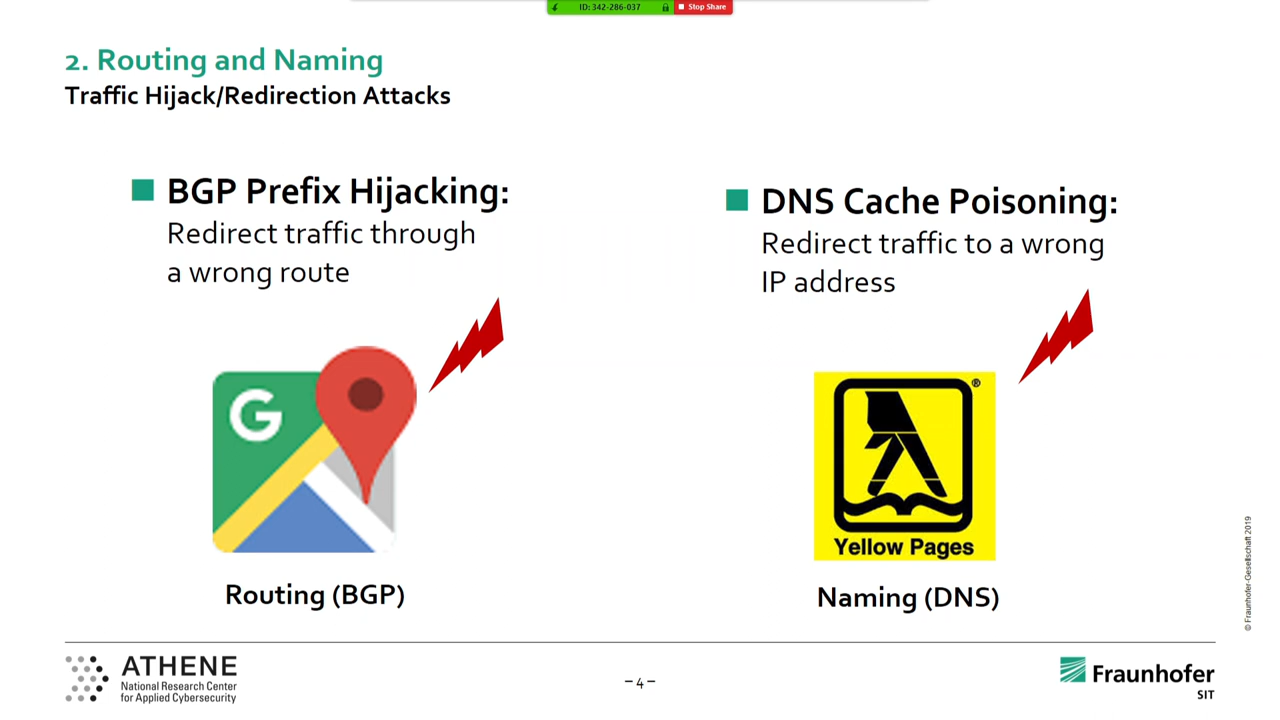 ID: 342-286-037
Stop Share
2. Routing and Naming
Traffic Hijack/Redirection Attacks
BGP Prefix Hijacking:
Redirect traffic through
a wrong route
DNS Cache Poisoning:
Redirect traffic to a wrong
IP address
G
®
Yellow Pages
Routing (BGP)
Naming (DNS)
© Fraunhofer-Gesellschaft 2019
ATHENE
National Research Center
for Applied Cybersecurity
– 4 –
Fraunhofer
SIT